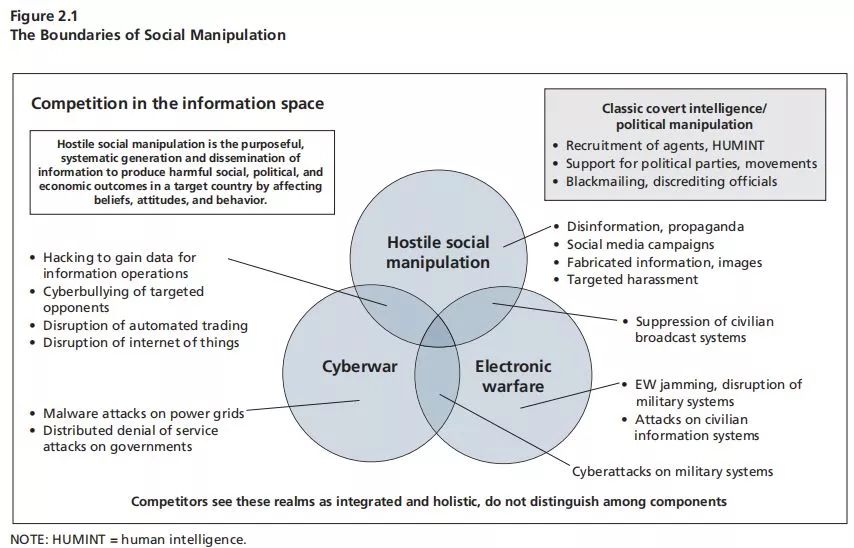 Figure 2.1
The Boundaries of Social Manipulation
Competition in the information space
Hostile social manipulation is the purposeful,
systematic generation and dissemination of
information to produce harmful social, political, and
economic outcomes in a target country by affecting
beliefs, attitudes, and behavior.
Classic covert intelligence/
political manipulation
• Recruitment of agents, HUMINT
• Support for political parties, movements
• Blackmailing, discrediting officials
Hostile social
manipulation
• Disinformation, propaganda
• Social media campaigns
• Fabricated information, images
• Targeted harassment
• Hacking to gain data for
information operations
• Cyberbullying of targeted
opponents
• Disruption of automated trading
• Disruption of internet of things
• Suppression of civilian
broadcast systems
Cyberwar
Electronic
warfare
• EW jamming, disruption of
military systems
• Attacks on civilian
information systems
• Malware attacks on power grids
• Distributed denial of service
attacks on governments
Cyberattacks on military systems
Competitors see these realms as integrated and holistic, do not distinguish among components
NOTE: HUMINT = human intelligence.